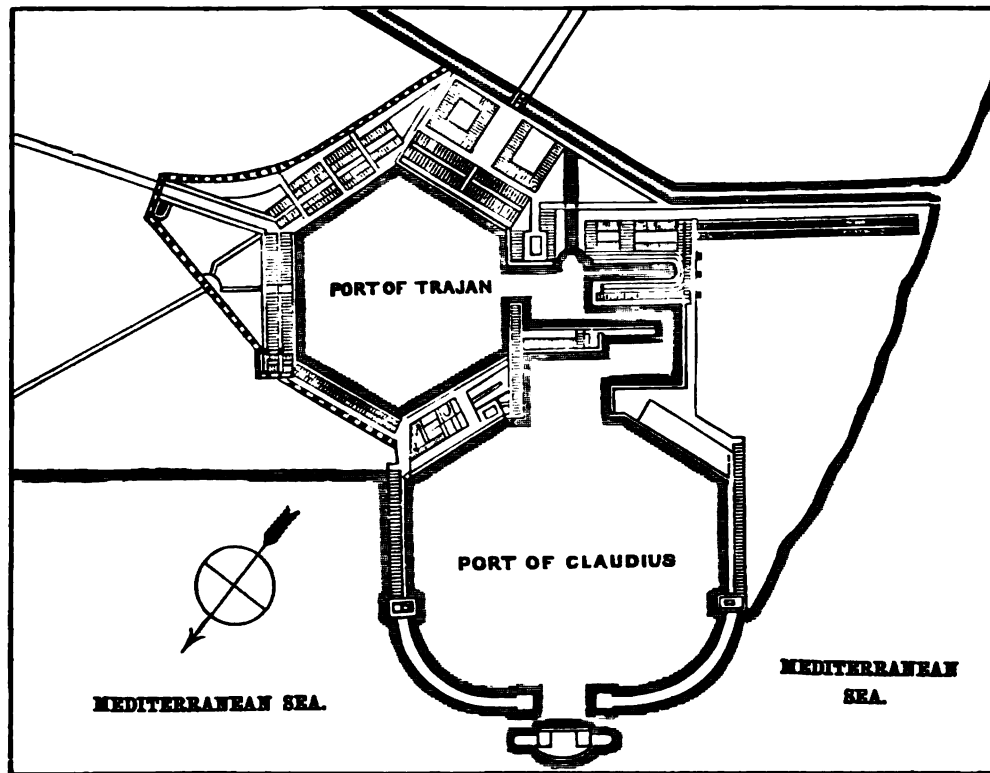 PORT OF TRAJAN
PORT OF CLAUDIUS
MEDITERRANEAN SEA.
MEDITERRANEAN
SEA.